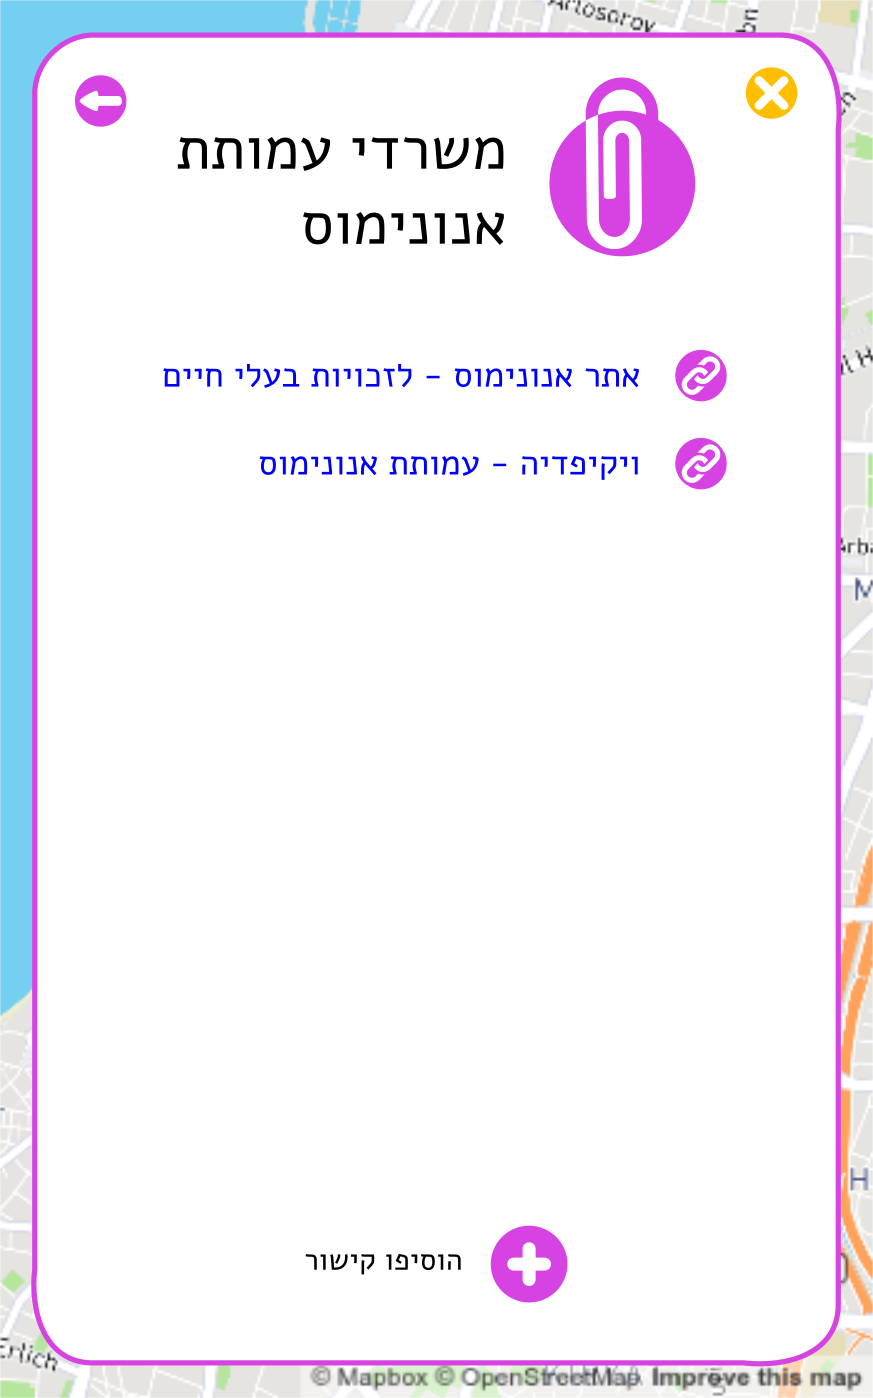 Arlosorov
משרדי עמותת
אנונימוס
אתר אנונימוס - לזכויות בעלי חיים
ויקיפדיה - עמותת אנונימוס
הוסיפו קישור
Erlich
© Mapbox © OpenStreetMap Improve this map